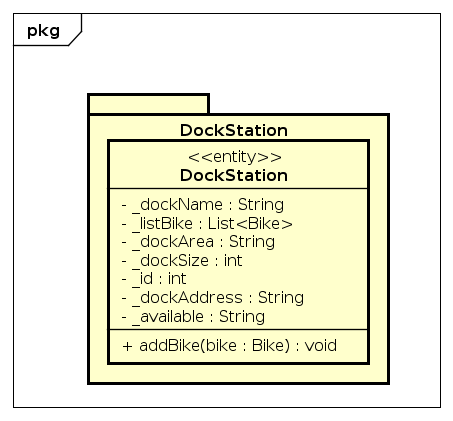 pkg
DockStation
<<entity>>
DockStation
- _dockName : String
- _listBike : List<Bike>
- _dockArea : String
- _dockSize : int
- _id : int
- _dockAddress : String
- _available : String
+ addBike(bike : Bike) : void